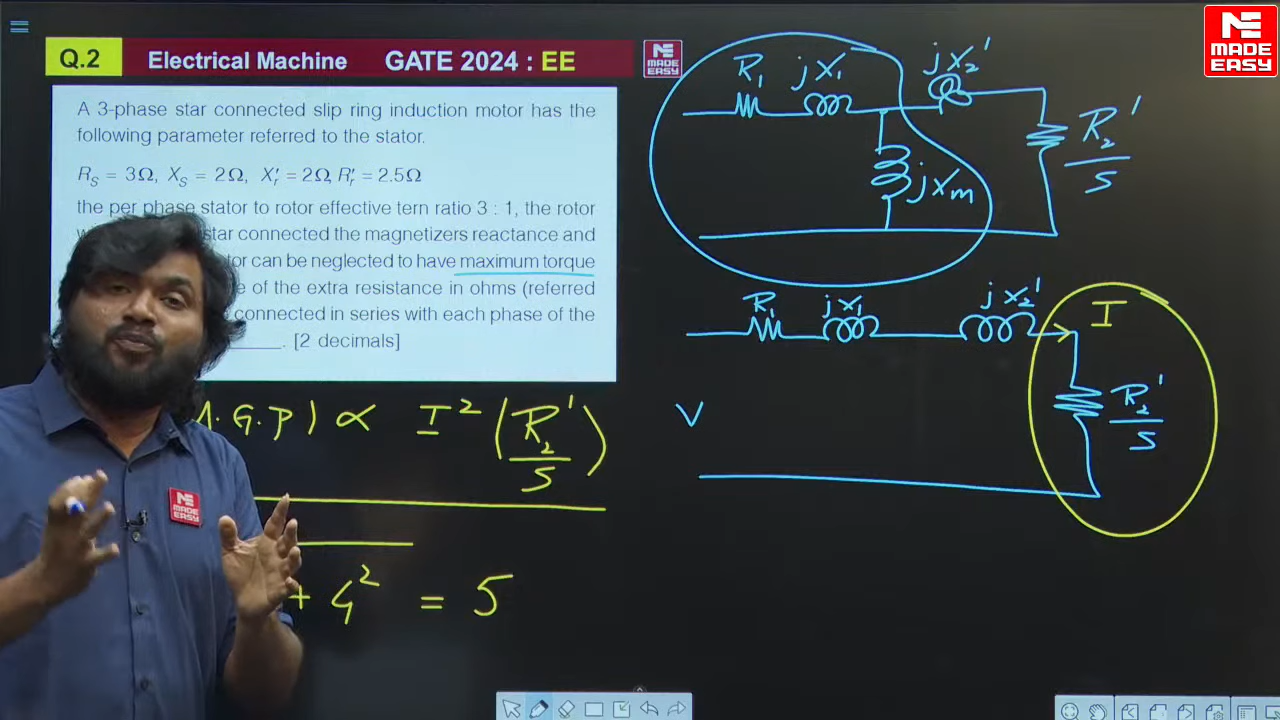 Q.2
Electrical Machine
GATE 2024 : EE
MADE EASY
A 3-phase star connected slip ring induction motor has the
following parameter referred to the stator.
R_S = 3Ω, X_S = 2Ω, X'_r = 2Ω, R'_r = 2.5Ω
the per phase stator to rotor effective tern ratio 3 : 1, the rotor
star connected the magnetizers reactance and
can be neglected to have maximum torque
of the extra resistance in ohms (referred
connected in series with each phase of the
. [2 decimals]
.G.P) ∝ I² (R₂'/S)
+ 4² = 5
R₁ jX₁ jX₂'
R₂'/S
jXm
R₁ jX₁ jX₂' I
V
R₂'/S
MADE EASY
MADE EASY